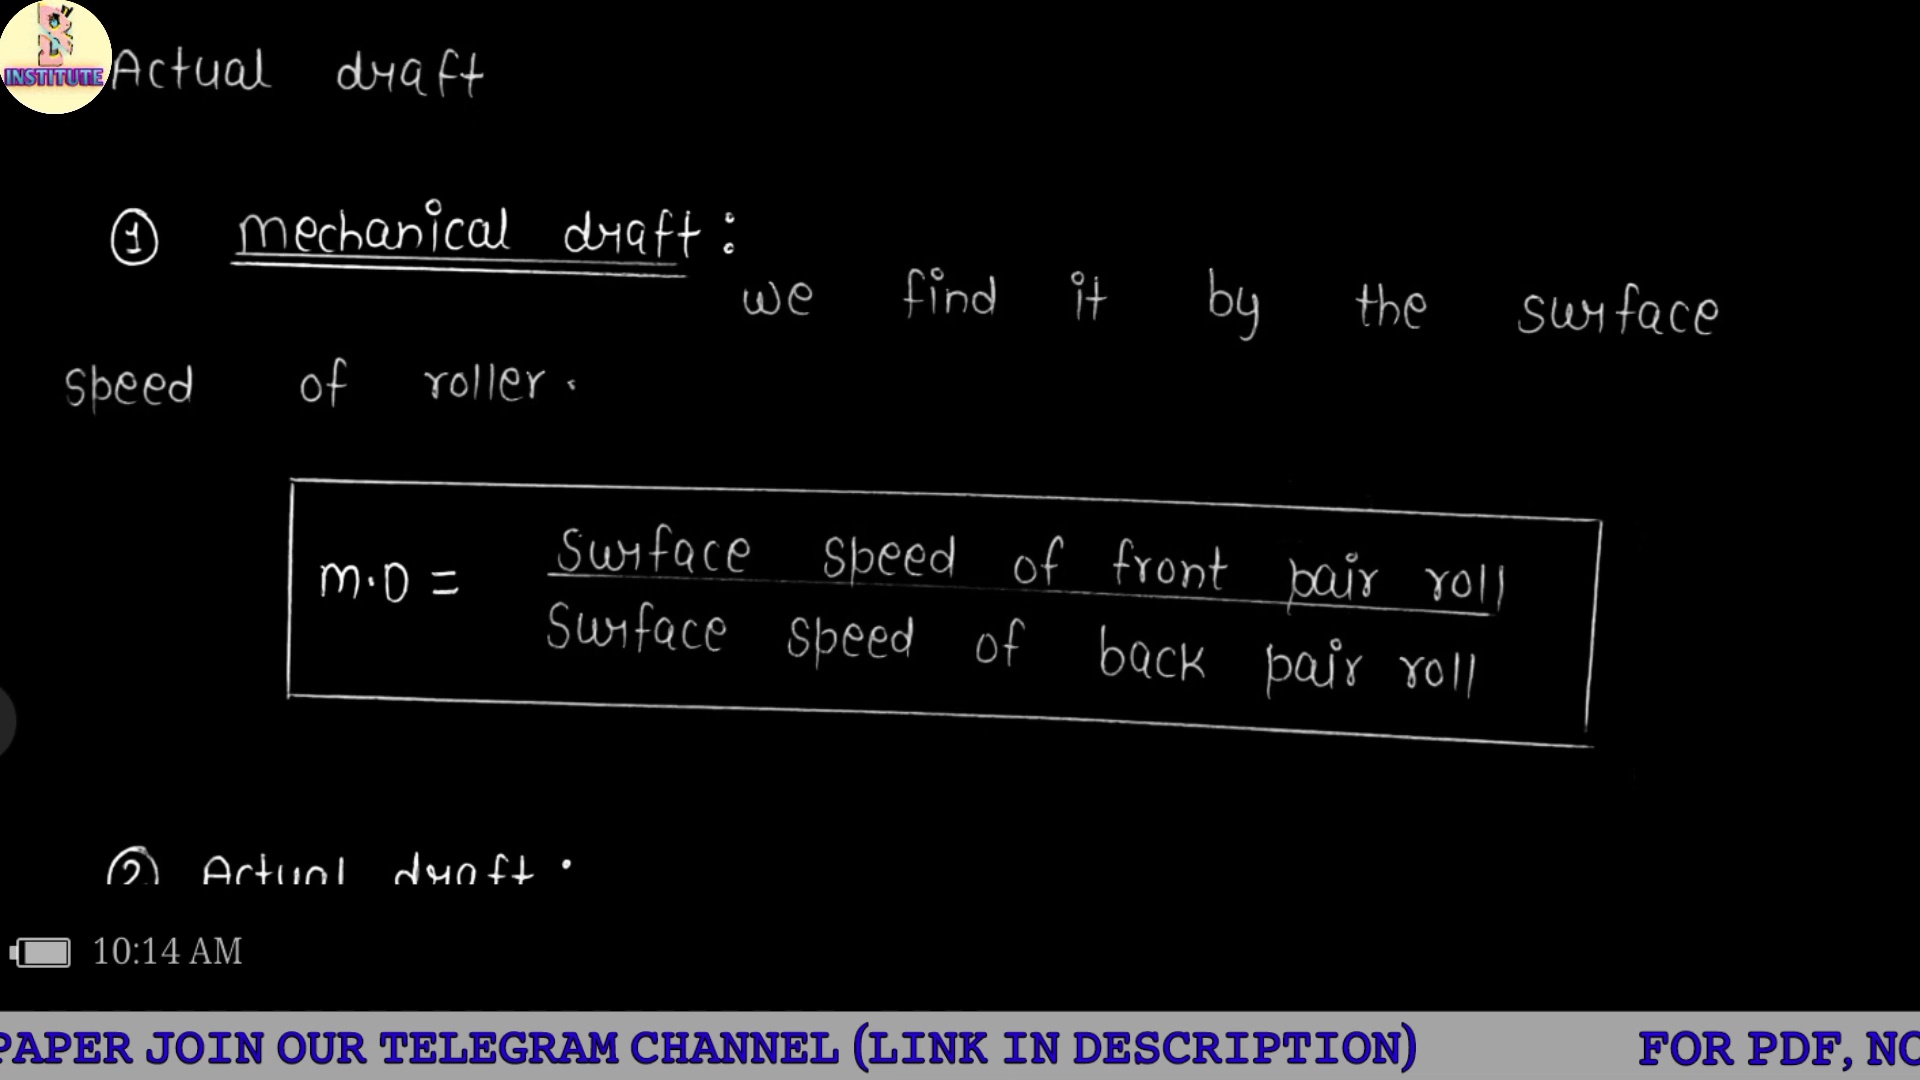 INSTITUTE
Actual draft
① mechanical draft:
we find it by the surface
speed of roller.
M.D = surface speed of front pair roll
surface speed of back pair roll
② Actual draft:
10:14 AM
PAPER JOIN OUR TELEGRAM CHANNEL (LINK IN DESCRIPTION) FOR PDF, NO